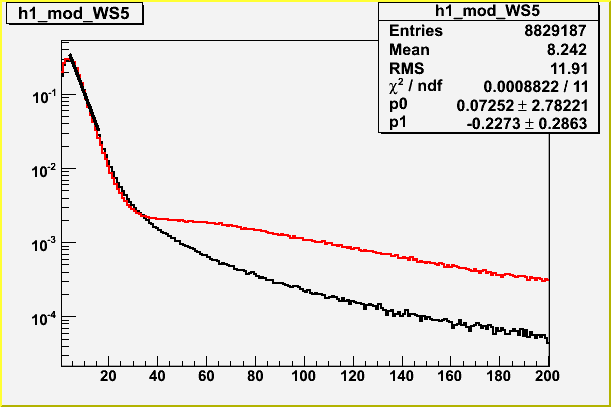 h1_mod_WS5
h1_mod_WS5
Entries 8829187
Mean 8.242
RMS 11.91
χ² / ndf 0.0008822 / 11
p0 0.07252 ± 2.78221
p1 -0.2273 ± 0.2863
10⁻¹
10⁻²
10⁻³
10⁻⁴
20 40 60 80 100 120 140 160 180 200